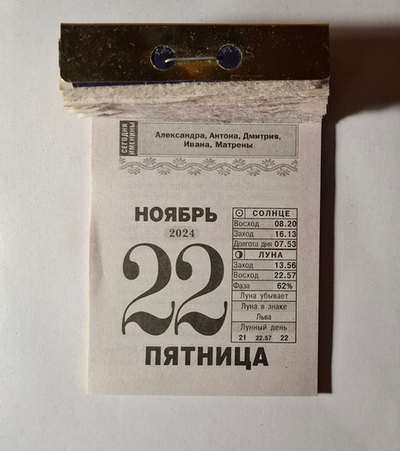 СЕГОДНЯ
ИМЕНИНЫ
Александра, Антона, Дмитрия,
Ивана, Матрены
НОЯБРЬ
2024
22
ПЯТНИЦА
СОЛНЦЕ
Восход 08.20
Заход 16.13
Долгота дня 07.53
ЛУНА
Заход 13.56
Восход 22.57
Фаза 62%
Луна убывает
Луна в знаке
Льва
Лунный день
21 22.57 22